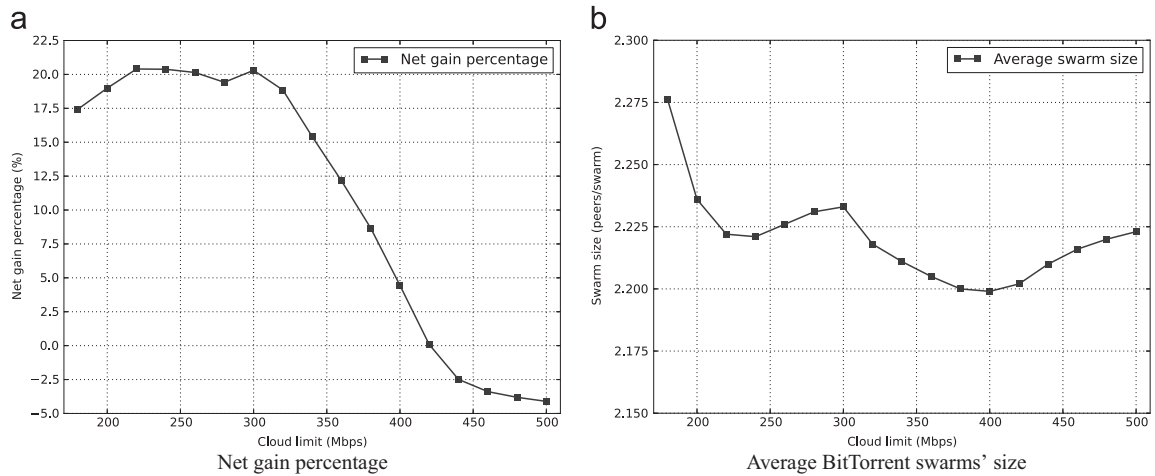 a
22.5
20.0
17.5
15.0
12.5
10.0
7.5
5.0
2.5
0.0
−2.5
−5.0
Net gain percentage (%)
Net gain percentage
200 250 300 350 400 450 500
Cloud limit (Mbps)
Net gain percentage
b
2.300
2.275
2.250
2.225
2.200
2.175
2.150
Swarm size (peers/swarm)
Average swarm size
200 250 300 350 400 450 500
Cloud limit (Mbps)
Average BitTorrent swarms’ size